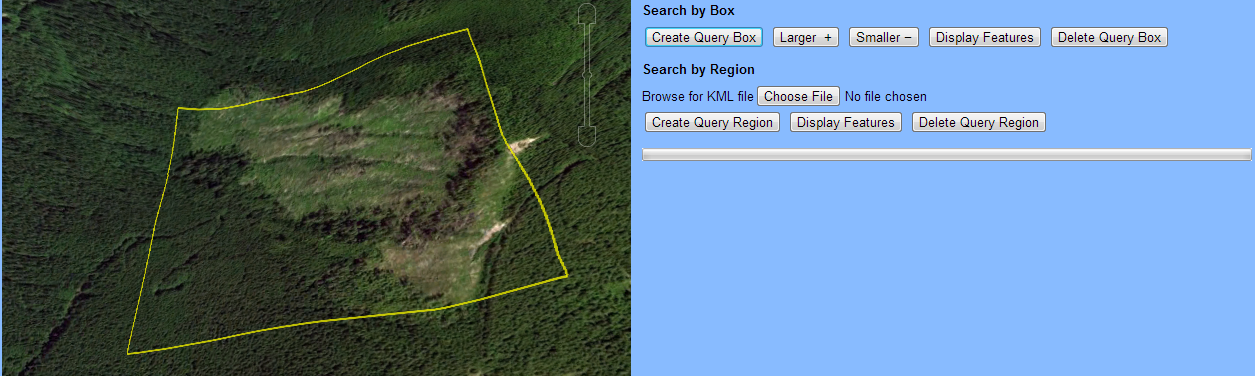 Search by Box
Create Query Box Larger + Smaller − Display Features Delete Query Box
Search by Region
Browse for KML file Choose File No file chosen
Create Query Region Display Features Delete Query Region